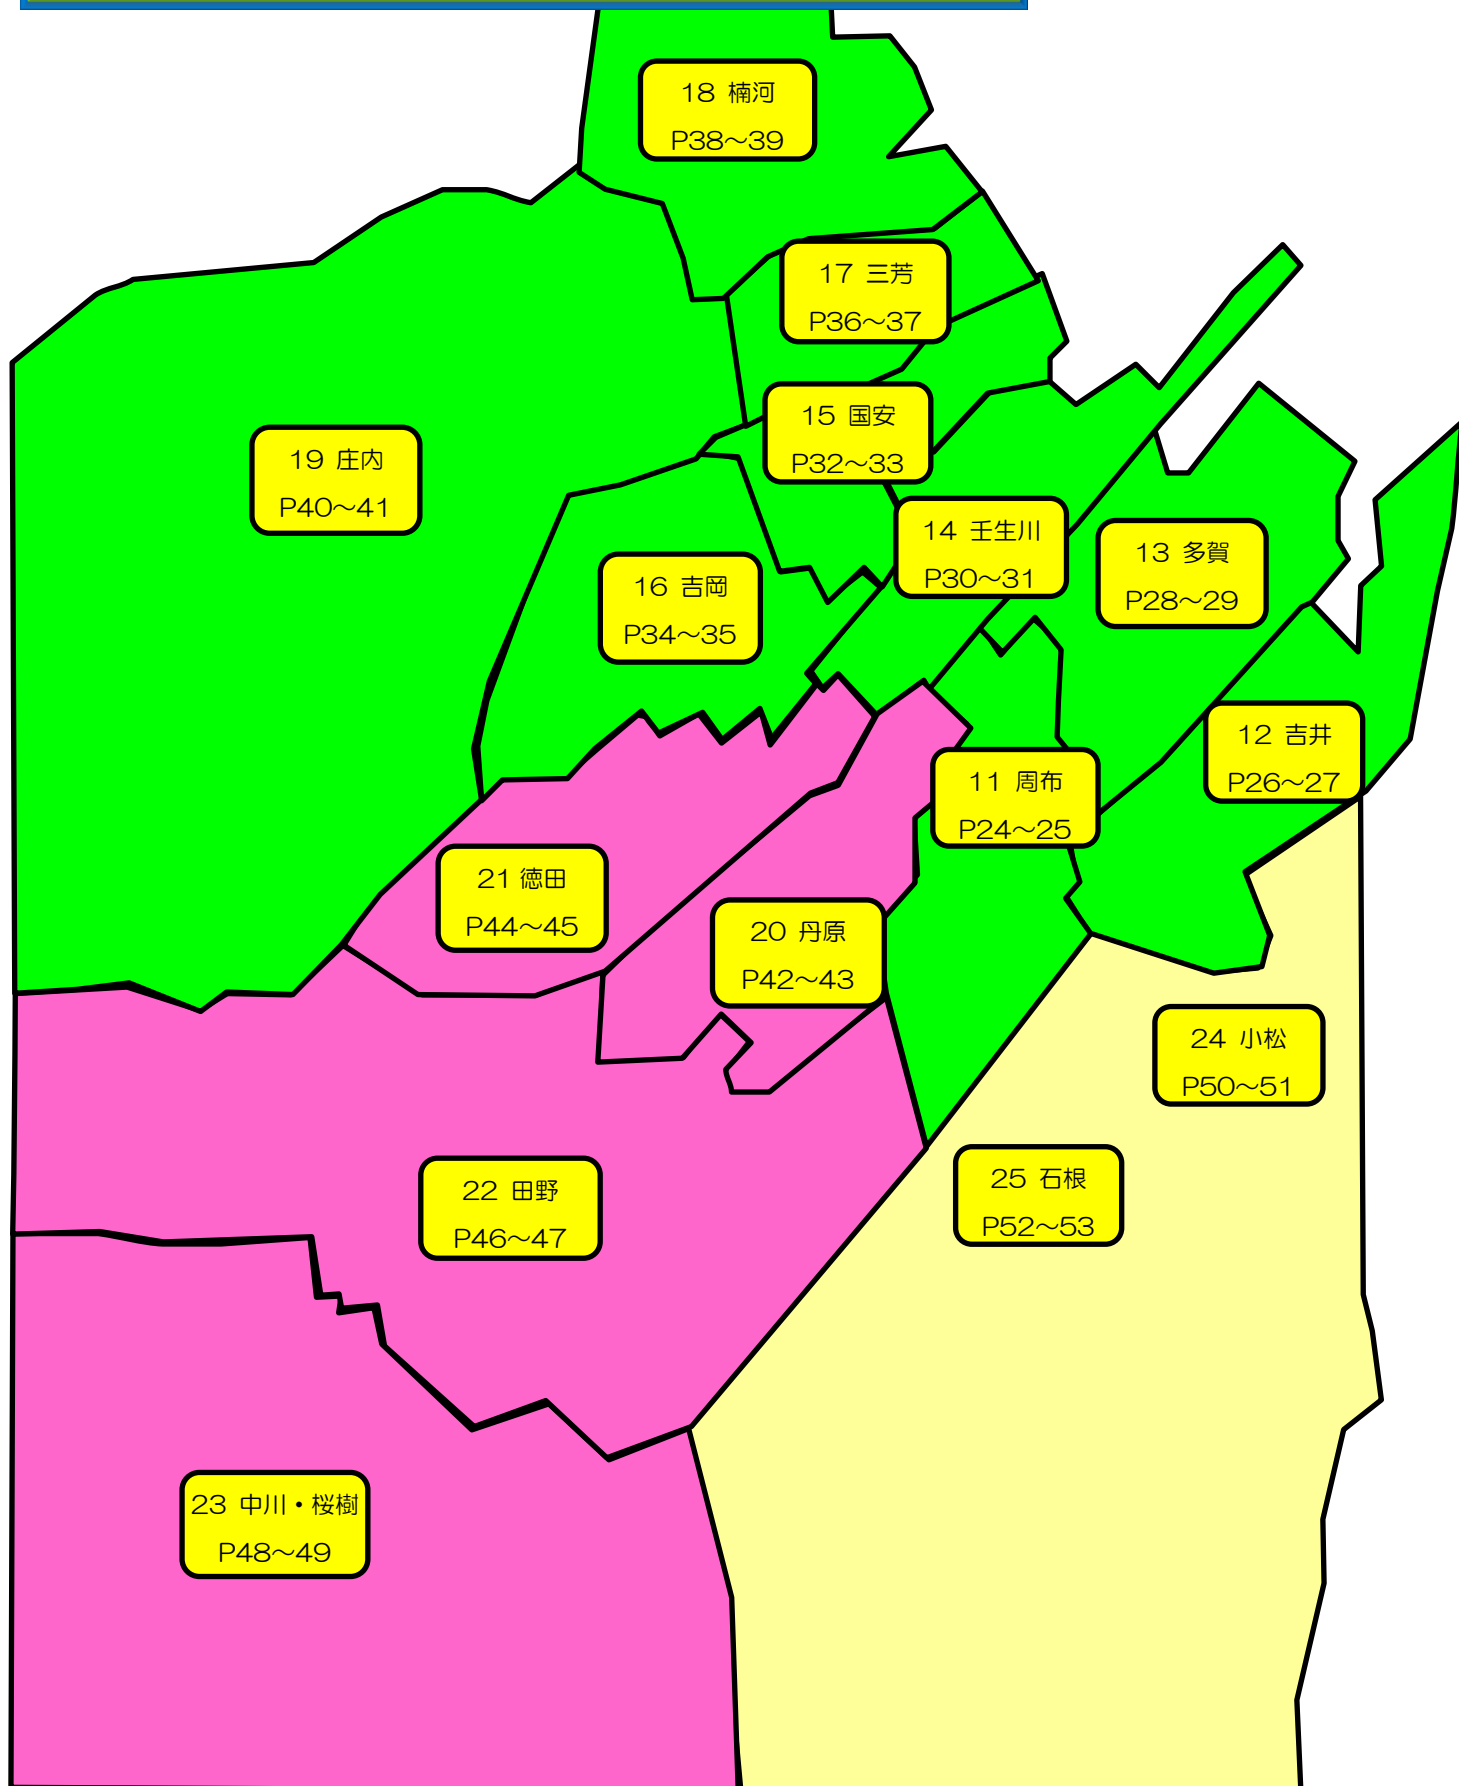 18 楠河
P38～39
17 三芳
P36～37
15 国安
P32～33
19 庄内
P40～41
14 壬生川
P30～31
13 多賀
P28～29
16 吉岡
P34～35
12 吉井
P26～27
11 周布
P24～25
21 徳田
P44～45
20 丹原
P42～43
24 小松
P50～51
25 石根
P52～53
22 田野
P46～47
23 中川・桜樹
P48～49